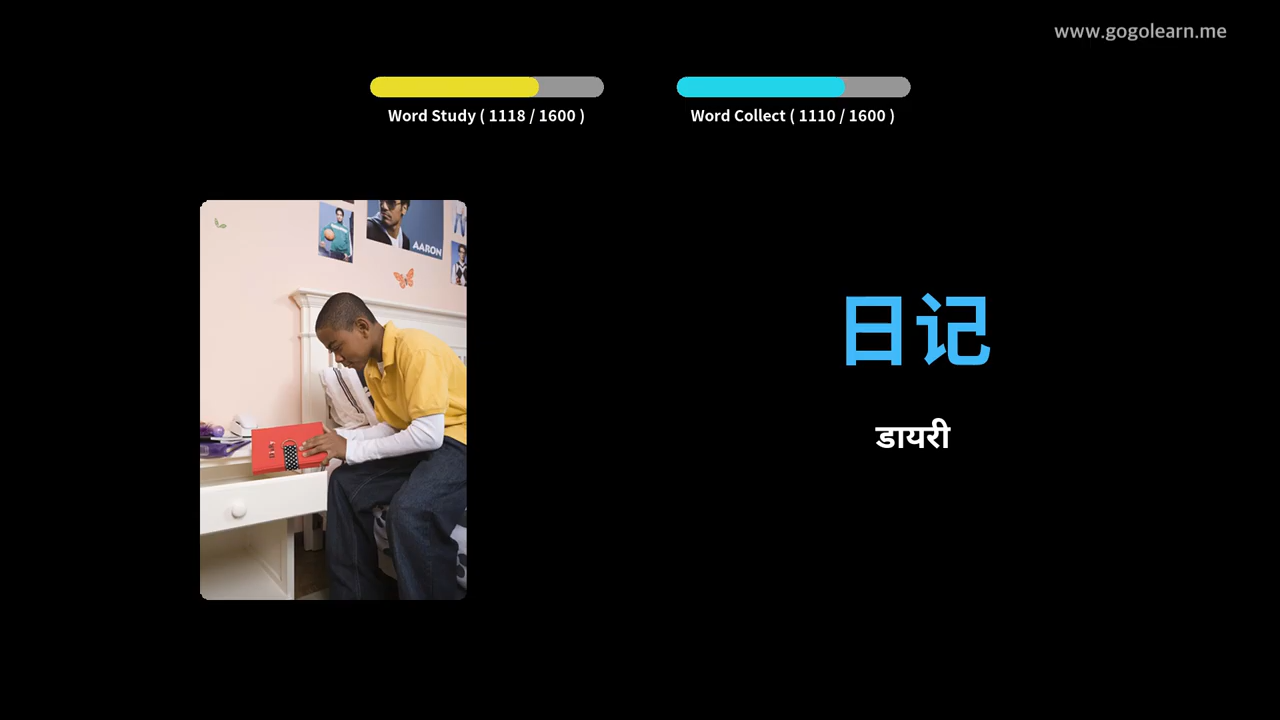 www.gogolearn.me
Word Study ( 1118 / 1600 )
Word Collect ( 1110 / 1600 )
AARON
日记
डायरी